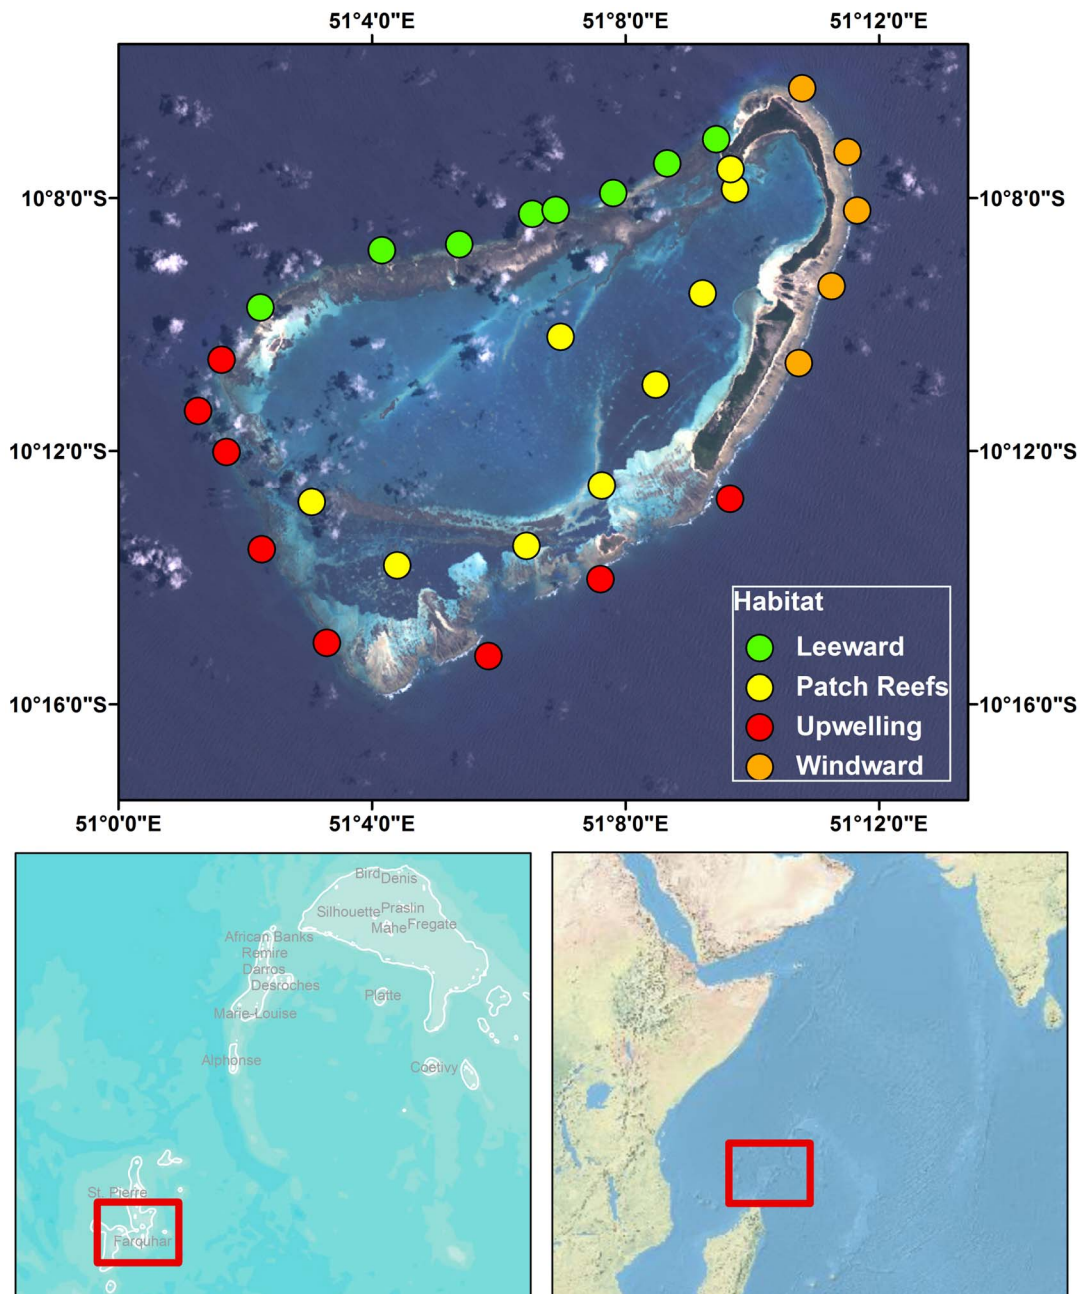 51°4'0"E 51°8'0"E 51°12'0"E
10°8'0"S 10°8'0"S
10°12'0"S 10°12'0"S
Habitat
Leeward
Patch Reefs
Upwelling
Windward
10°16'0"S 10°16'0"S
51°0'0"E 51°4'0"E 51°8'0"E 51°12'0"E
Bird Denis
Silhouette Praslin
Mahe Fregate
African Banks
Remire
Darros
Desroches
Platte
Marie-Louise
Alphonse
Coetivy
St. Pierre
Farquhar